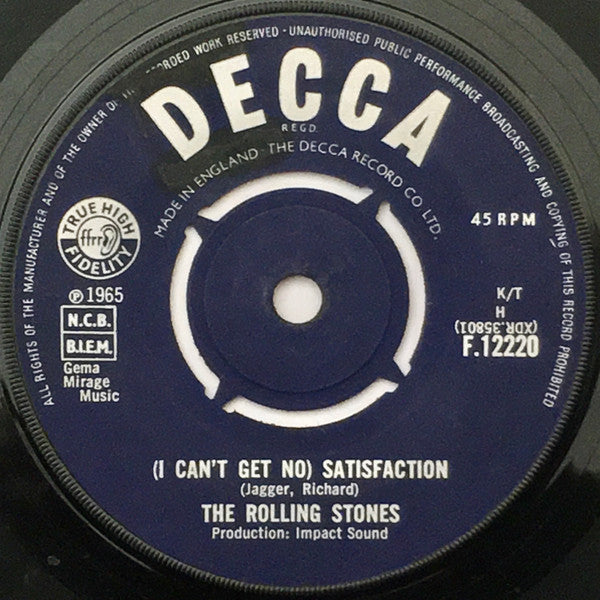 ALL RIGHTS OF THE MANUFACTURER AND OF THE OWNER OF RECORDED WORK RESERVED · UNAUTHORISED PUBLIC PERFORMANCE BROADCASTING AND COPYING OF THIS RECORD PROHIBITED
DECCA
REGD.
MADE IN ENGLAND · THE DECCA RECORD CO LTD.
TRUE HIGH
ffrr
FIDELITY
℗ 1965
N.C.B.
B.I.E.M.
Gema
Mirage
Music
45 RPM
K/T
H
(XDR.35801)
F.12220
(I CAN'T GET NO) SATISFACTION
(Jagger, Richard)
THE ROLLING STONES
Production: Impact Sound